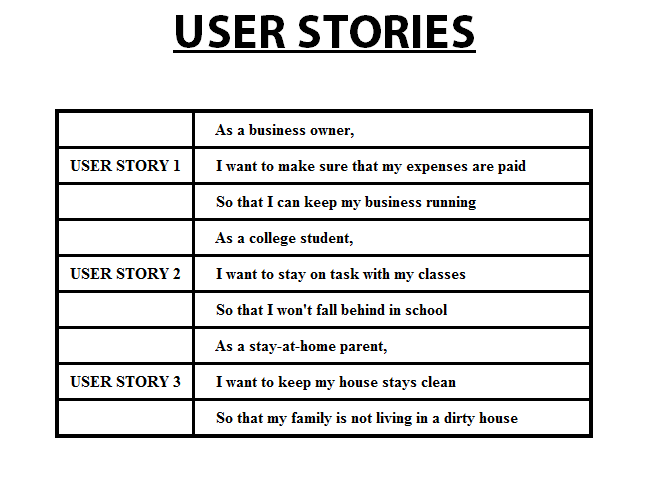 USER STORIES
As a business owner,
USER STORY 1 I want to make sure that my expenses are paid
So that I can keep my business running
As a college student,
USER STORY 2 I want to stay on task with my classes
So that I won't fall behind in school
As a stay-at-home parent,
USER STORY 3 I want to keep my house stays clean
So that my family is not living in a dirty house